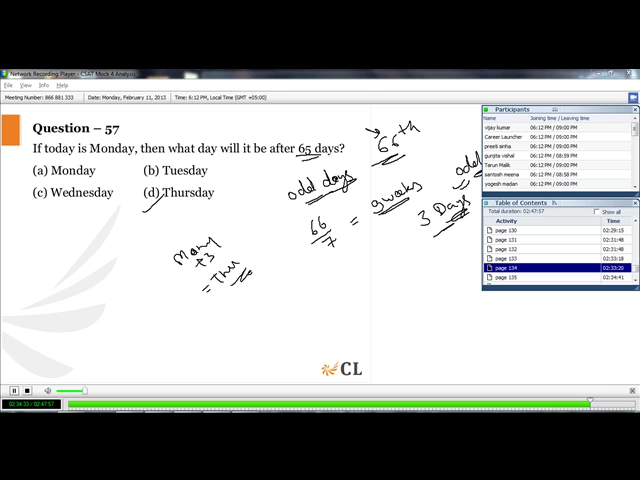 Network Recording Player - CSAT Mock 4 Analysis
File View Help
Meeting Number: 866 881 333 Date: Monday, February 11, 2013 Time: 6:12 PM, Local Time (GMT +05:00)
Question – 57
If today is Monday, then what day will it be after 65 days?
(a) Monday (b) Tuesday
(c) Wednesday (d) Thursday
66th
odd days
odd
66/7 = 9 weeks
3 Days
+3
= Thu
CL
Participants
Name Joining time / Leaving time
vijay kumar 06:12 PM / 09:00 PM
Career Launcher 06:12 PM / 09:00 PM
preeti sinha 06:12 PM / 09:00 PM
gunjita vishal 06:12 PM / 08:59 PM
Tarun Malik 06:12 PM / 09:00 PM
santosh meena 06:12 PM / 08:58 PM
yogesh madan 06:12 PM / 09:00 PM
Table of Contents
Total duration: 02:47:57 Show all
Activity Time
page 130 02:29:15
page 131 02:31:48
page 132 02:31:48
page 133 02:33:18
page 134 02:33:20
page 135 02:34:41
02:34:33 / 02:47:57